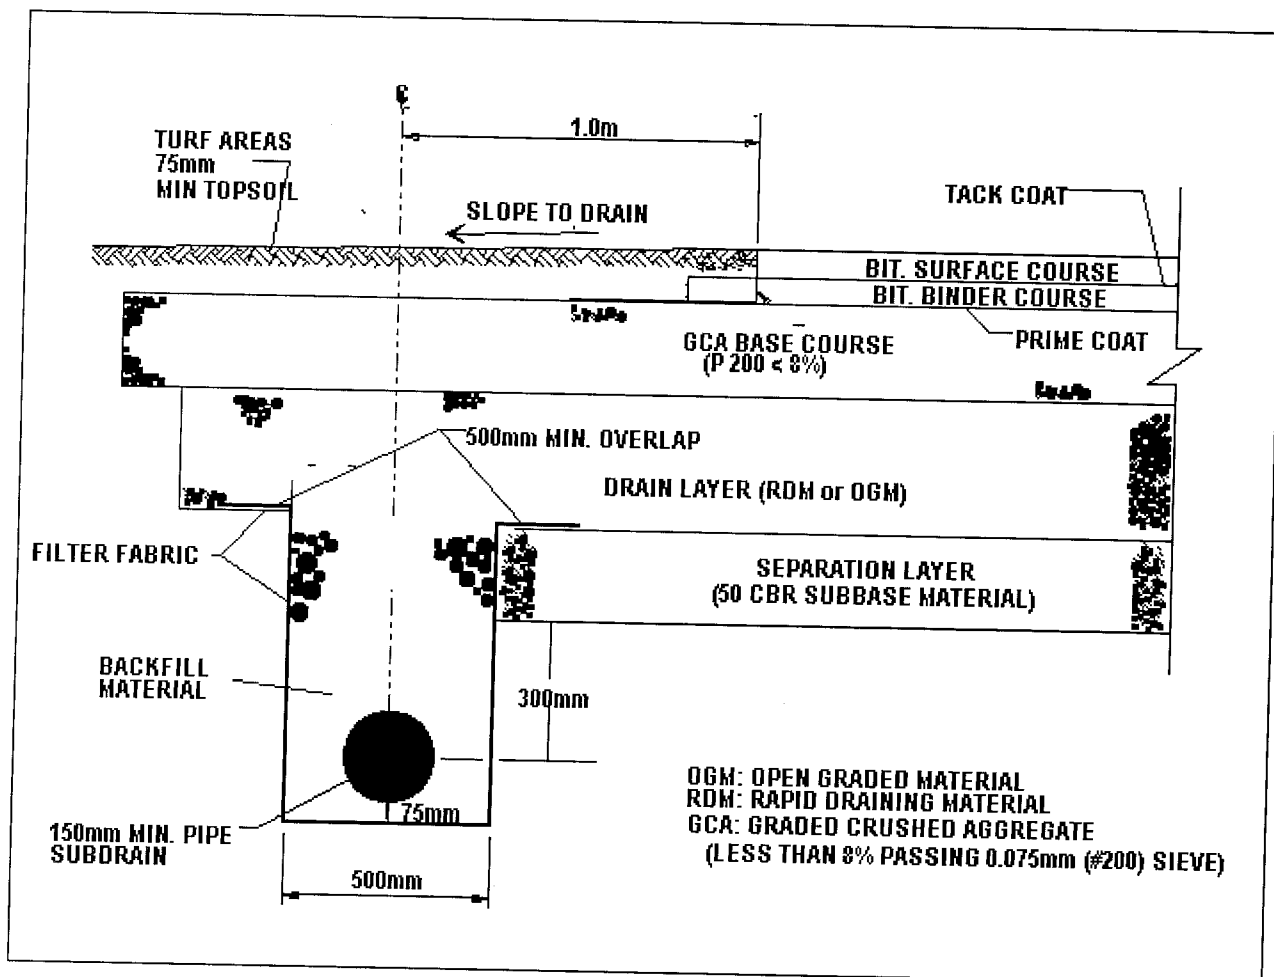 ℄
1.0m
TURF AREAS
75mm
MIN TOPSOIL
TACK COAT
SLOPE TO DRAIN
BIT. SURFACE COURSE
BIT. BINDER COURSE
PRIME COAT
GCA BASE COURSE
(P 200 < 8%)
500mm MIN. OVERLAP
DRAIN LAYER (RDM or OGM)
FILTER FABRIC
SEPARATION LAYER
(50 CBR SUBBASE MATERIAL)
BACKFILL
MATERIAL
300mm
75mm
150mm MIN. PIPE
SUBDRAIN
500mm
OGM: OPEN GRADED MATERIAL
RDM: RAPID DRAINING MATERIAL
GCA: GRADED CRUSHED AGGREGATE
(LESS THAN 8% PASSING 0.075mm (#200) SIEVE)